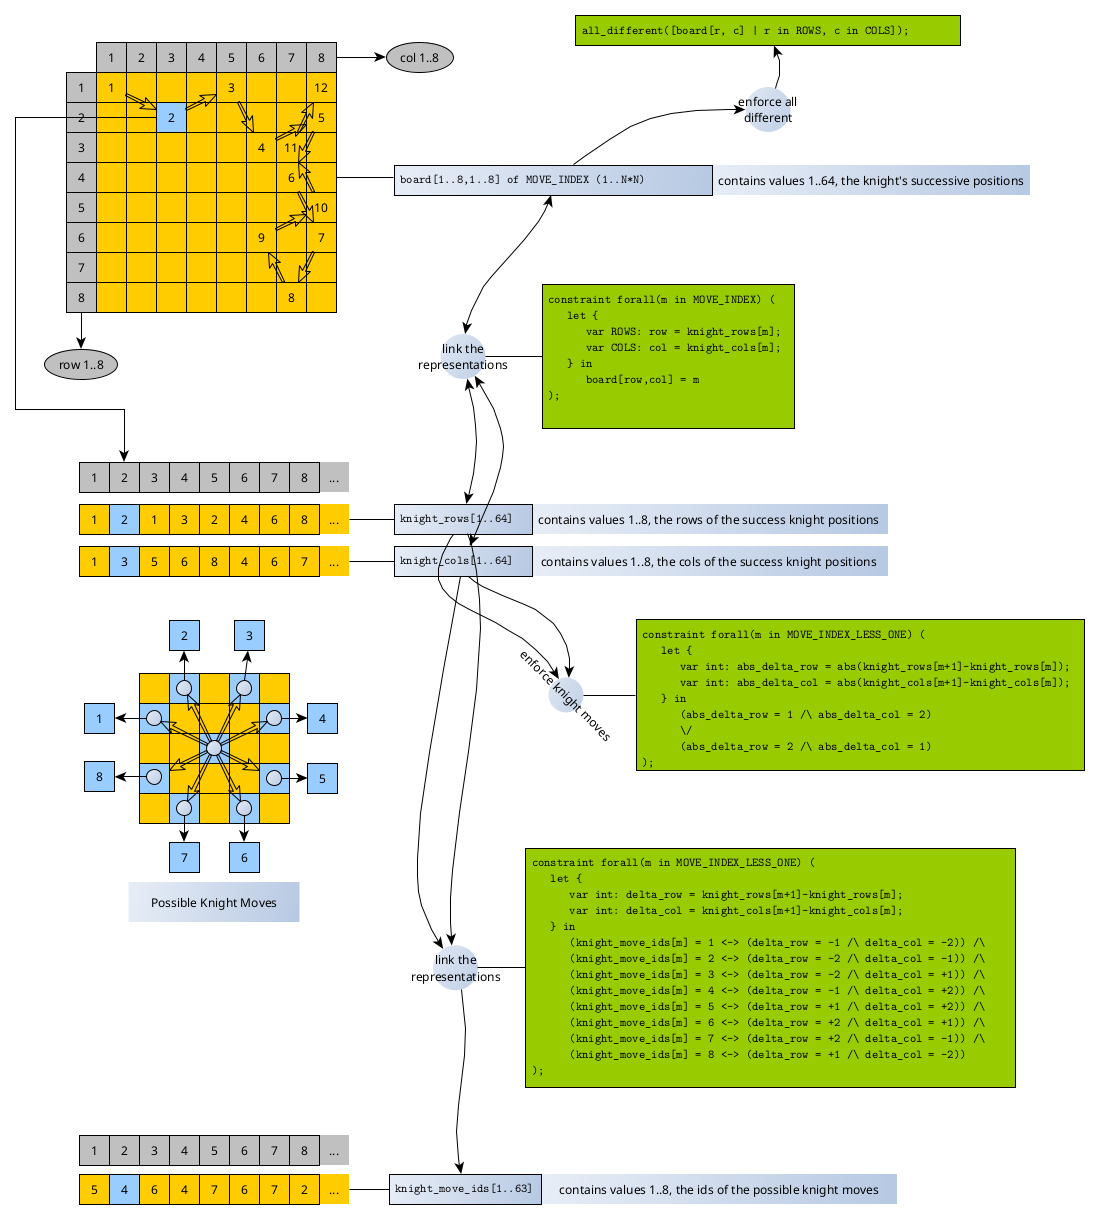 all_different([board[r, c] | r in ROWS, c in COLS]);
1 2 3 4 5 6 7 8
col 1..8
1 1 3 12
enforce all
different
2 2 5
3 4 11
4 6
board[1..8,1..8] of MOVE_INDEX (1..N*N)
contains values 1..64, the knight's successive positions
5 10
6 9 7
7
8 8
row 1..8
link the
representations
constraint forall(m in MOVE_INDEX) (
let {
var ROWS: row = knight_rows[m];
var COLS: col = knight_cols[m];
} in
board[row,col] = m
);
1 2 3 4 5 6 7 8 ...
1 2 1 3 2 4 6 8 ...
knight_rows[1..64]
contains values 1..8, the rows of the success knight positions
1 3 5 6 8 4 6 7 ...
knight_cols[1..64]
contains values 1..8, the cols of the success knight positions
2 3
1 4
8 5
7 6
Possible Knight Moves
enforce knight moves
constraint forall(m in MOVE_INDEX_LESS_ONE) (
let {
var int: abs_delta_row = abs(knight_rows[m+1]-knight_rows[m]);
var int: abs_delta_col = abs(knight_cols[m+1]-knight_cols[m]);
} in
(abs_delta_row = 1 /\ abs_delta_col = 2)
\/
(abs_delta_row = 2 /\ abs_delta_col = 1)
);
link the
representations
constraint forall(m in MOVE_INDEX_LESS_ONE) (
let {
var int: delta_row = knight_rows[m+1]-knight_rows[m];
var int: delta_col = knight_cols[m+1]-knight_cols[m];
} in
(knight_move_ids[m] = 1 <-> (delta_row = -1 /\ delta_col = -2)) /\
(knight_move_ids[m] = 2 <-> (delta_row = -2 /\ delta_col = -1)) /\
(knight_move_ids[m] = 3 <-> (delta_row = -2 /\ delta_col = +1)) /\
(knight_move_ids[m] = 4 <-> (delta_row = -1 /\ delta_col = +2)) /\
(knight_move_ids[m] = 5 <-> (delta_row = +1 /\ delta_col = +2)) /\
(knight_move_ids[m] = 6 <-> (delta_row = +2 /\ delta_col = +1)) /\
(knight_move_ids[m] = 7 <-> (delta_row = +2 /\ delta_col = -1)) /\
(knight_move_ids[m] = 8 <-> (delta_row = +1 /\ delta_col = -2))
);
1 2 3 4 5 6 7 8 ...
5 4 6 4 7 6 7 2 ...
knight_move_ids[1..63]
contains values 1..8, the ids of the possible knight moves